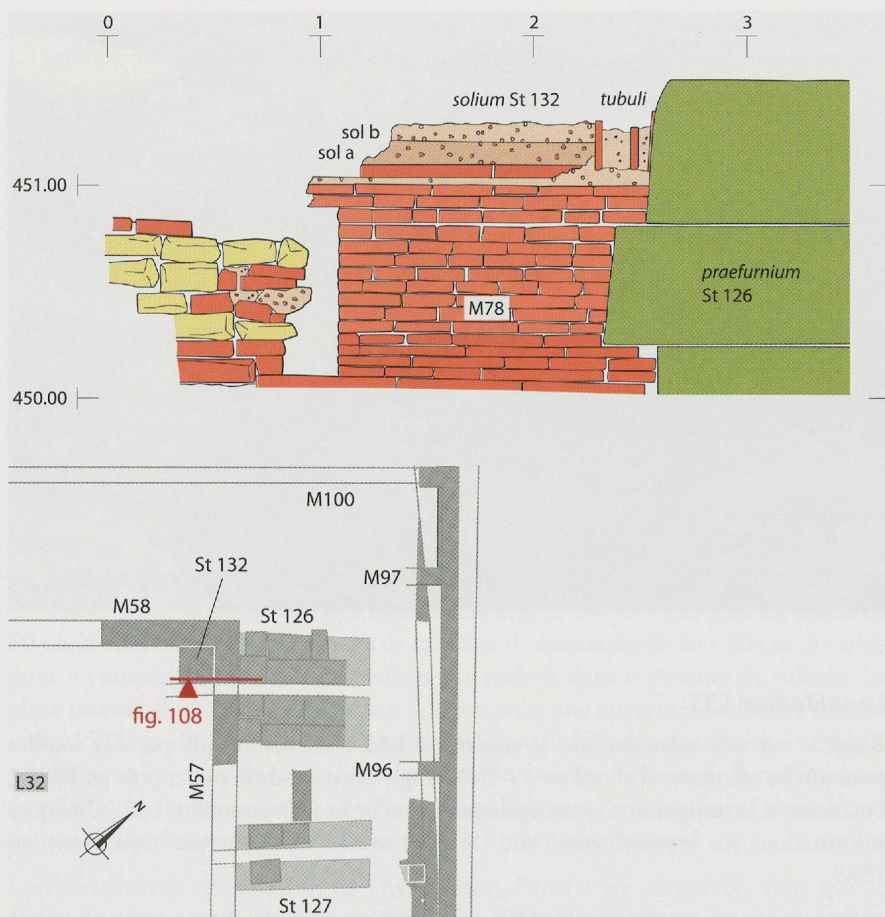 0 1 2 3
solium St 132 tubuli
sol b
sol a
451.00
praefurnium
St 126
M78
450.00
M100
St 132
M97
M58
St 126
fig. 108
M57
M96
L32
N
St 127